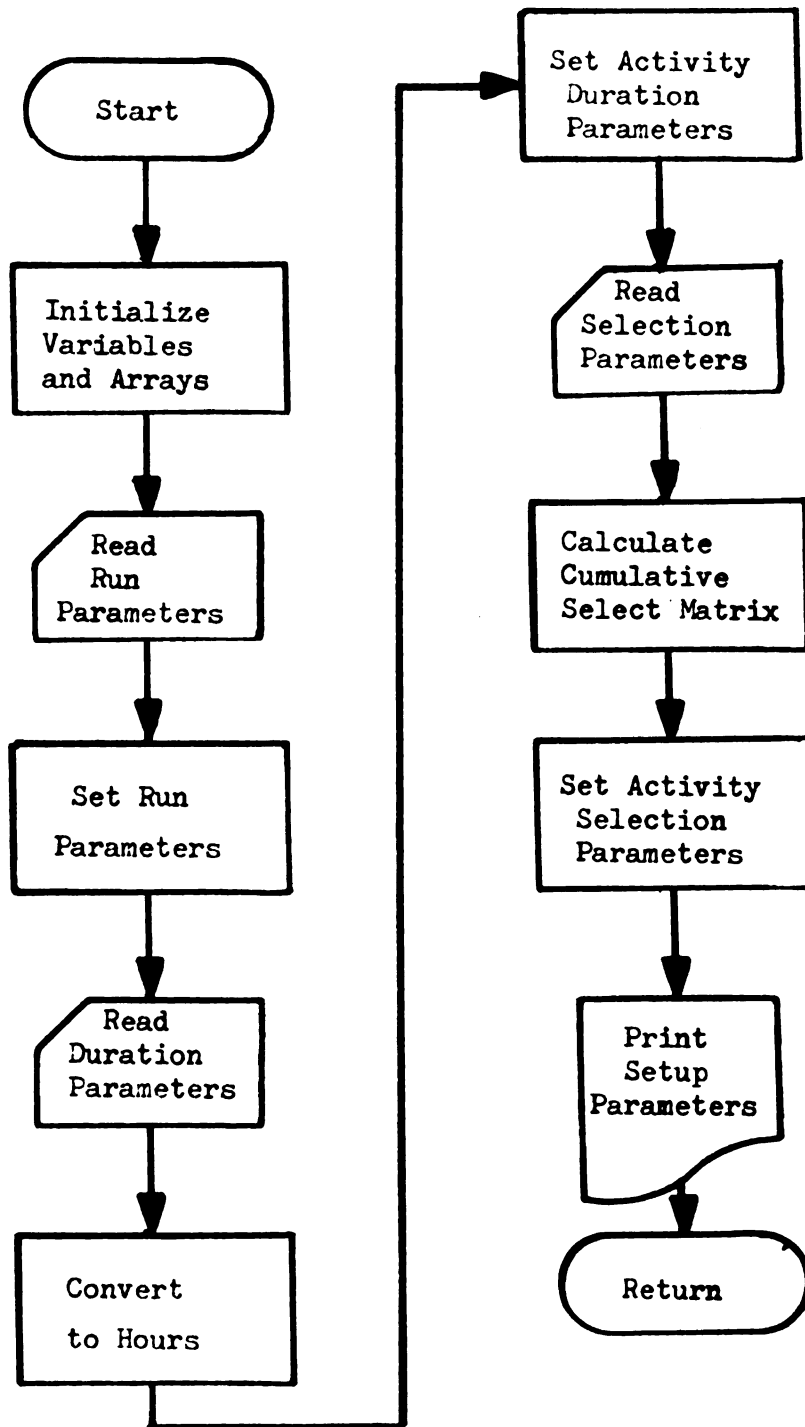 Start
Initialize
Variables
and Arrays
Read
Run
Parameters
Set Run
Parameters
Read
Duration
Parameters
Convert
to Hours
Set Activity
Duration
Parameters
Read
Selection
Parameters
Calculate
Cumulative
Select Matrix
Set Activity
Selection
Parameters
Print
Setup
Parameters
Return